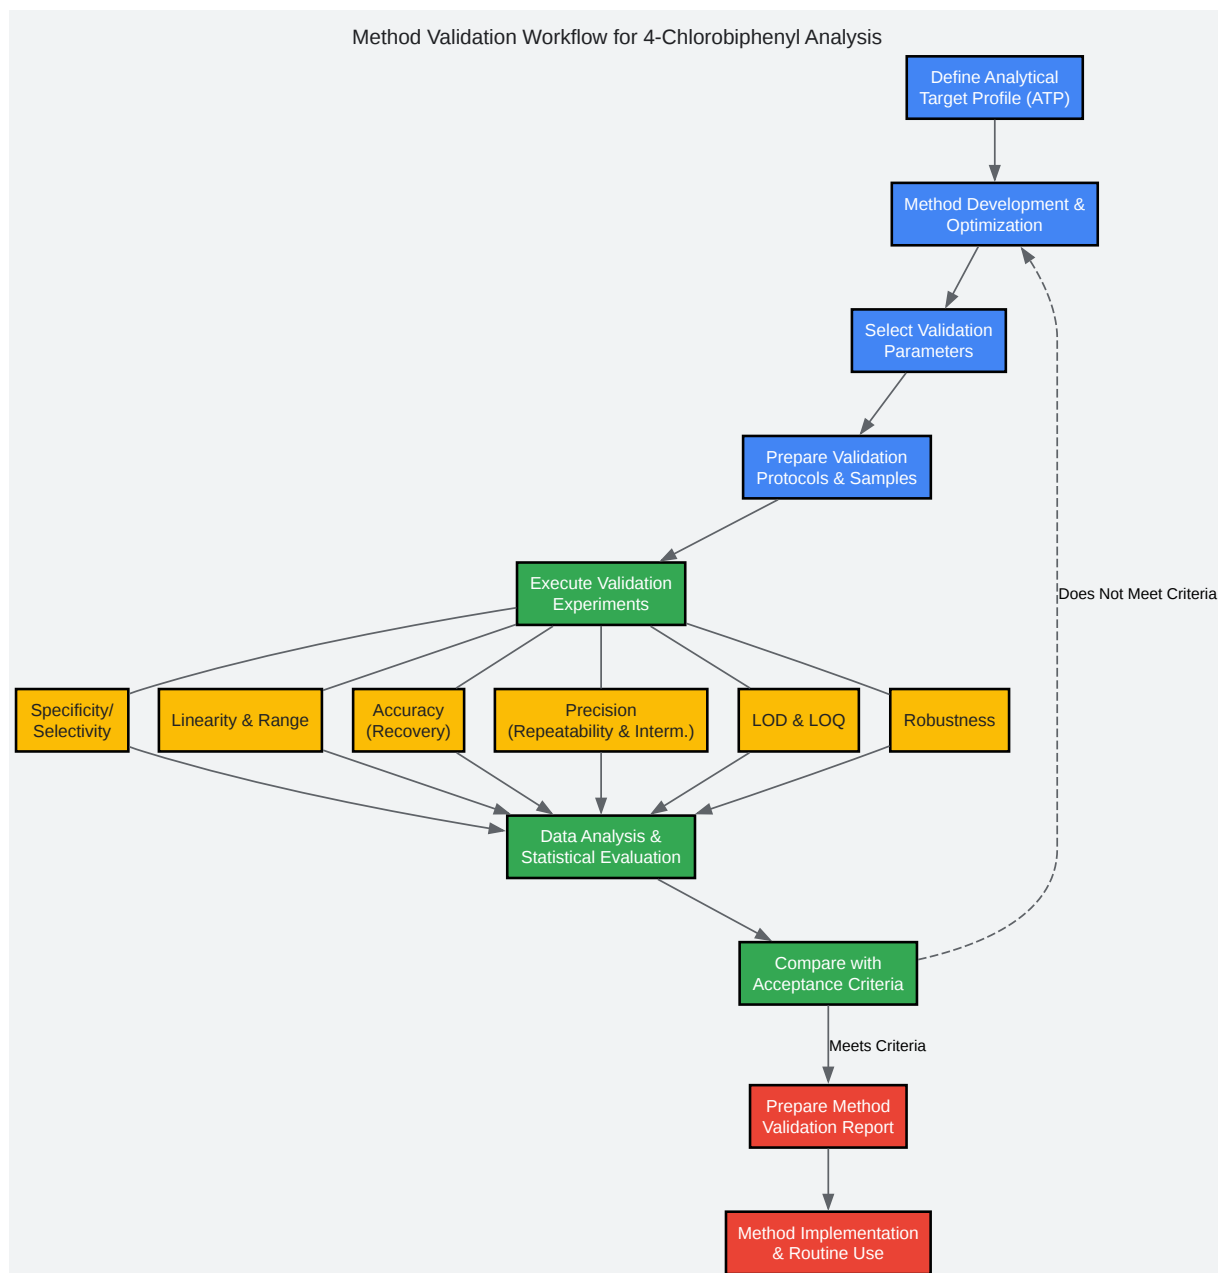 Method Validation Workflow for 4-Chlorobiphenyl Analysis
Define Analytical
Target Profile (ATP)
Method Development &
Optimization
Select Validation
Parameters
Prepare Validation
Protocols & Samples
Execute Validation
Experiments
Does Not Meet Criteria
Specificity/
Selectivity
Linearity & Range
Accuracy
(Recovery)
Precision
(Repeatability & Interm.)
LOD & LOQ
Robustness
Data Analysis &
Statistical Evaluation
Compare with
Acceptance Criteria
Meets Criteria
Prepare Method
Validation Report
Method Implementation
& Routine Use